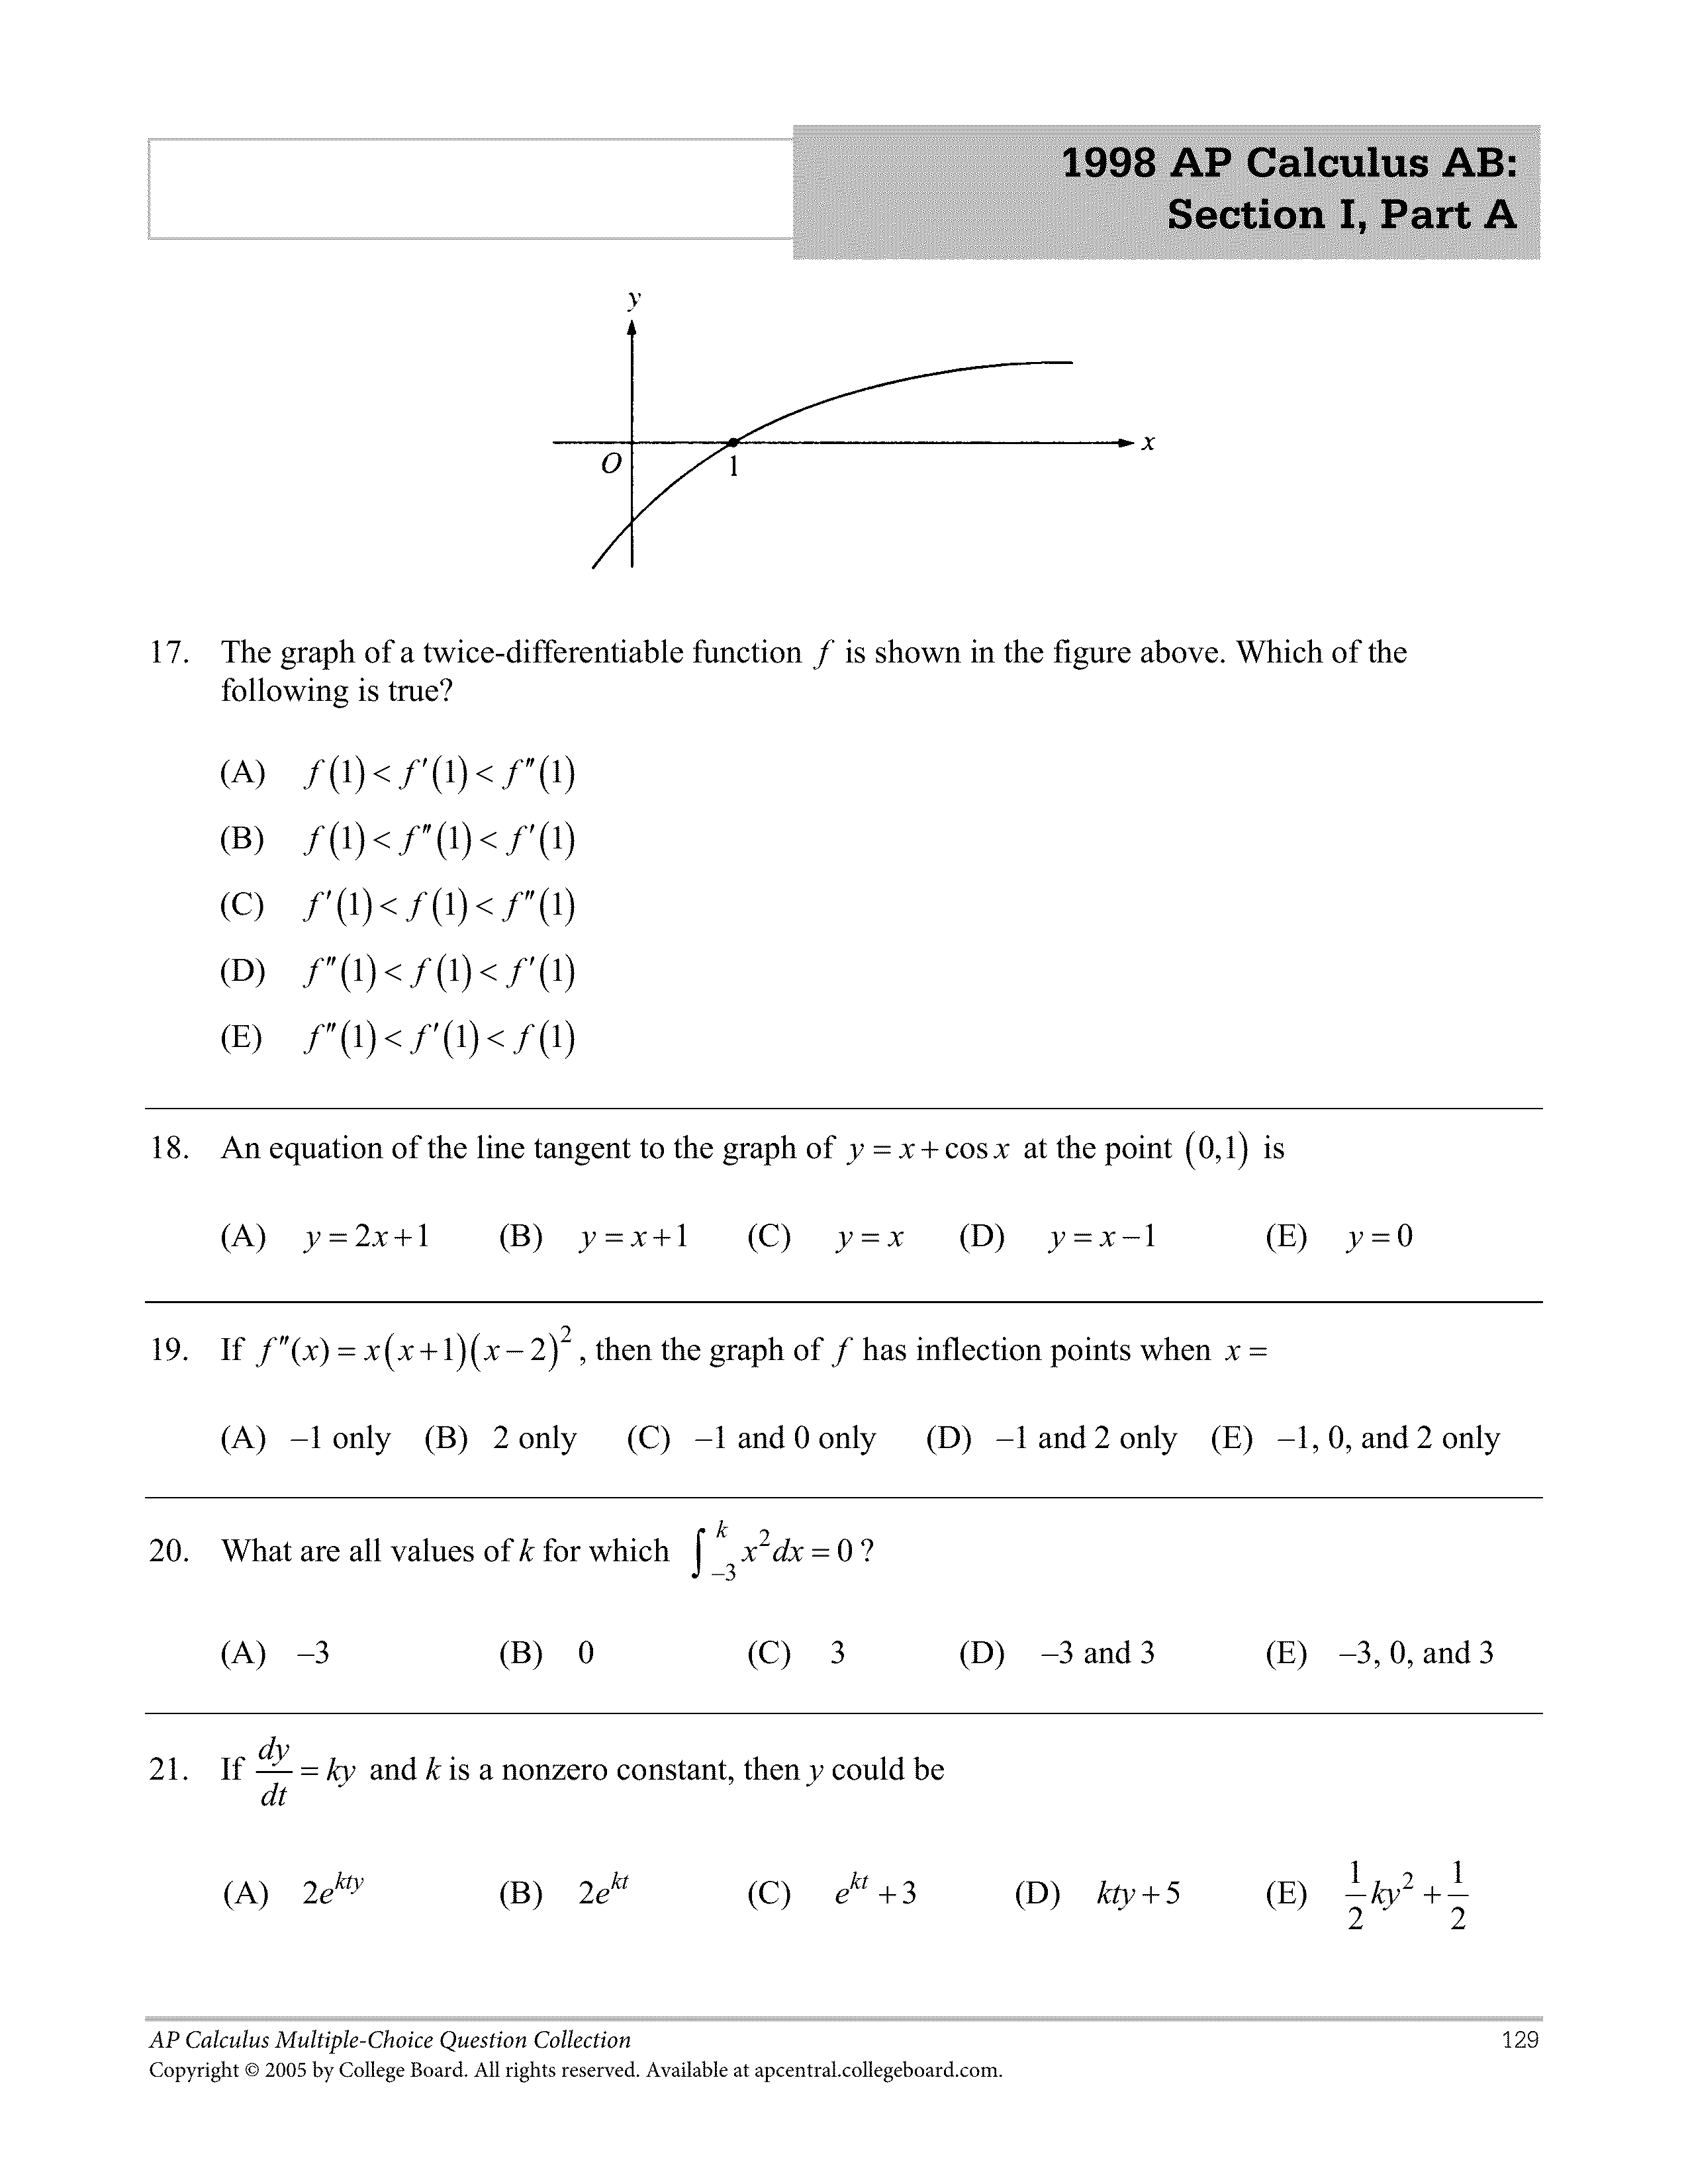 1998 AP Calculus AB:
Section I, Part A
y
x
O
1
17. The graph of a twice-differentiable function f is shown in the figure above. Which of the
following is true?
(A) f(1) < f′(1) < f″(1)
(B) f(1) < f″(1) < f′(1)
(C) f′(1) < f(1) < f″(1)
(D) f″(1) < f(1) < f′(1)
(E) f″(1) < f′(1) < f(1)
18. An equation of the line tangent to the graph of y = x + cos x at the point (0,1) is
(A) y = 2x + 1 (B) y = x + 1 (C) y = x (D) y = x − 1 (E) y = 0
19. If f″(x) = x(x + 1)(x − 2)², then the graph of f has inflection points when x =
(A) –1 only (B) 2 only (C) –1 and 0 only (D) –1 and 2 only (E) –1, 0, and 2 only
20. What are all values of k for which ∫₋₃ᵏ x² dx = 0 ?
(A) –3 (B) 0 (C) 3 (D) –3 and 3 (E) –3, 0, and 3
21. If dy/dt = ky and k is a nonzero constant, then y could be
(A) 2e^{kty} (B) 2e^{kt} (C) e^{kt} + 3 (D) kty + 5 (E) 1/2 ky² + 1/2
AP Calculus Multiple-Choice Question Collection 129
Copyright © 2005 by College Board. All rights reserved. Available at apcentral.collegeboard.com.